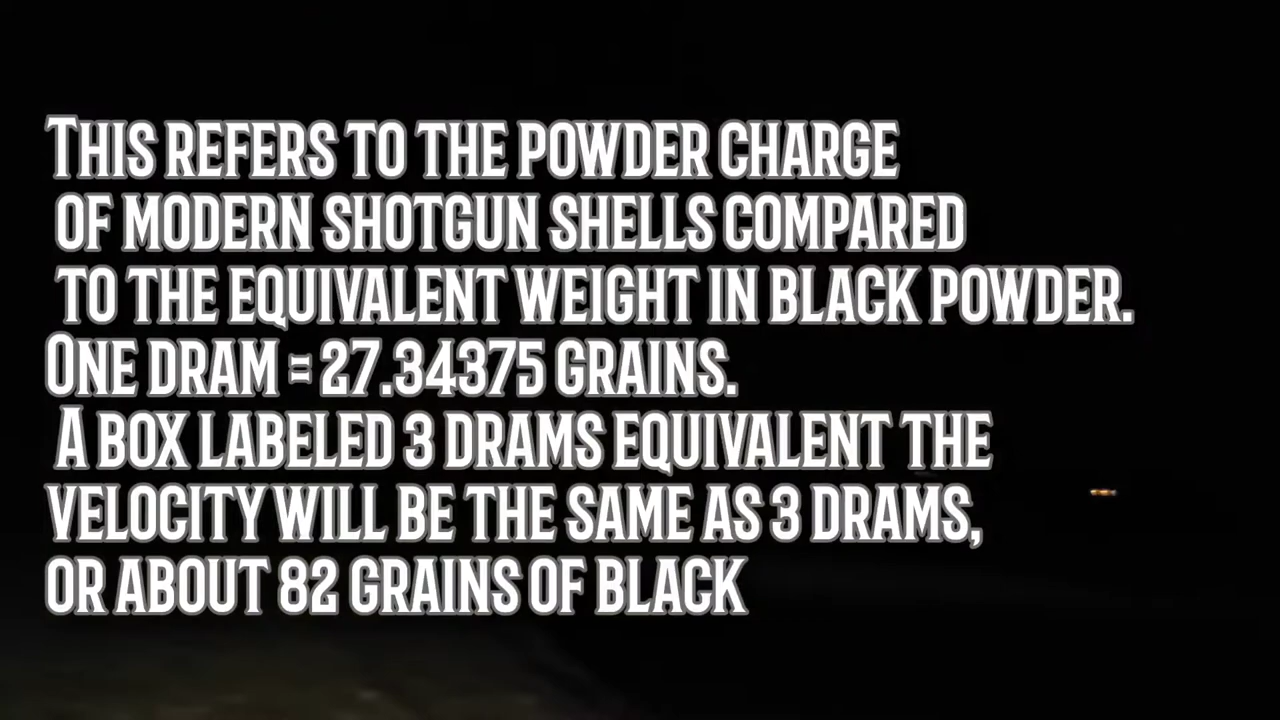 This refers to the powder charge
of modern shotgun shells compared
to the equivalent weight in black powder.
One dram = 27.34375 grains.
A box labeled 3 drams equivalent the
velocity will be the same as 3 drams,
or about 82 grains of black